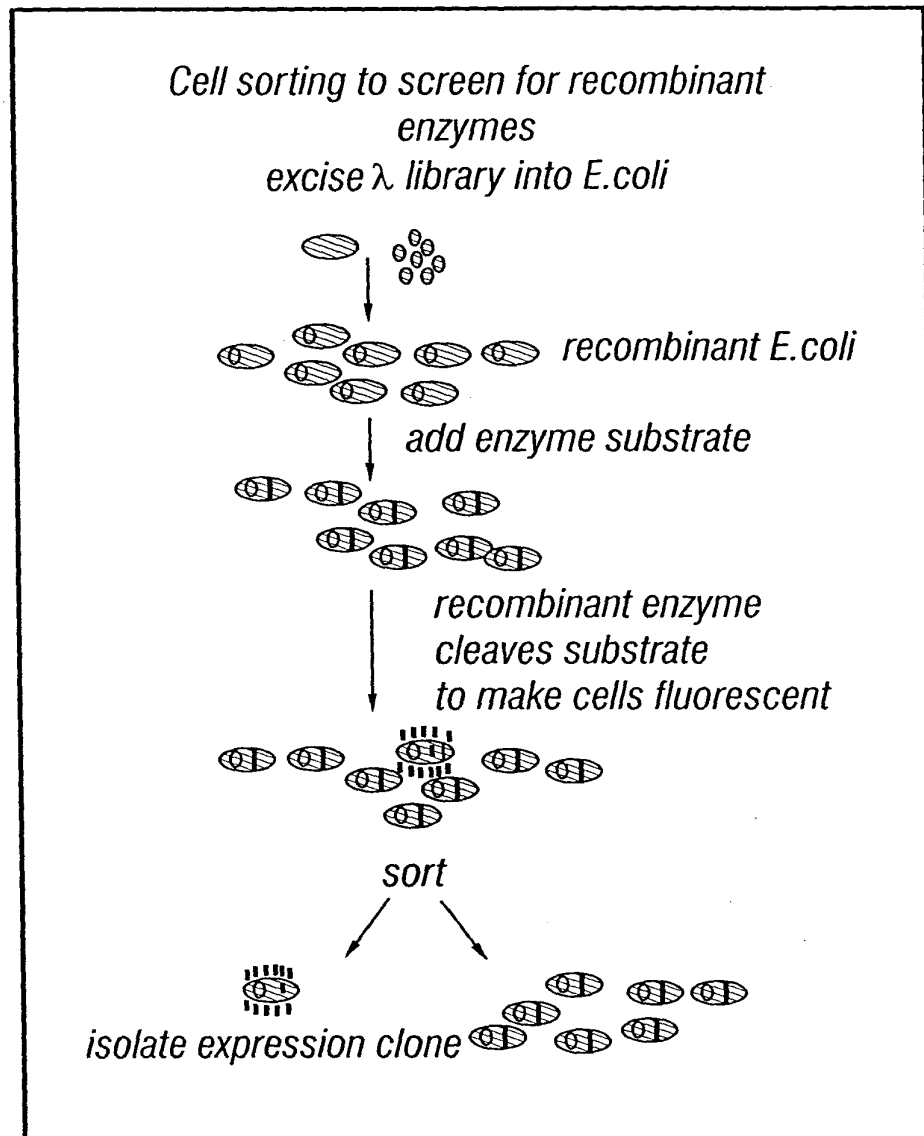 Cell sorting to screen for recombinant
enzymes
excise λ library into E.coli
recombinant E.coli
add enzyme substrate
recombinant enzyme
cleaves substrate
to make cells fluorescent
sort
isolate expression clone